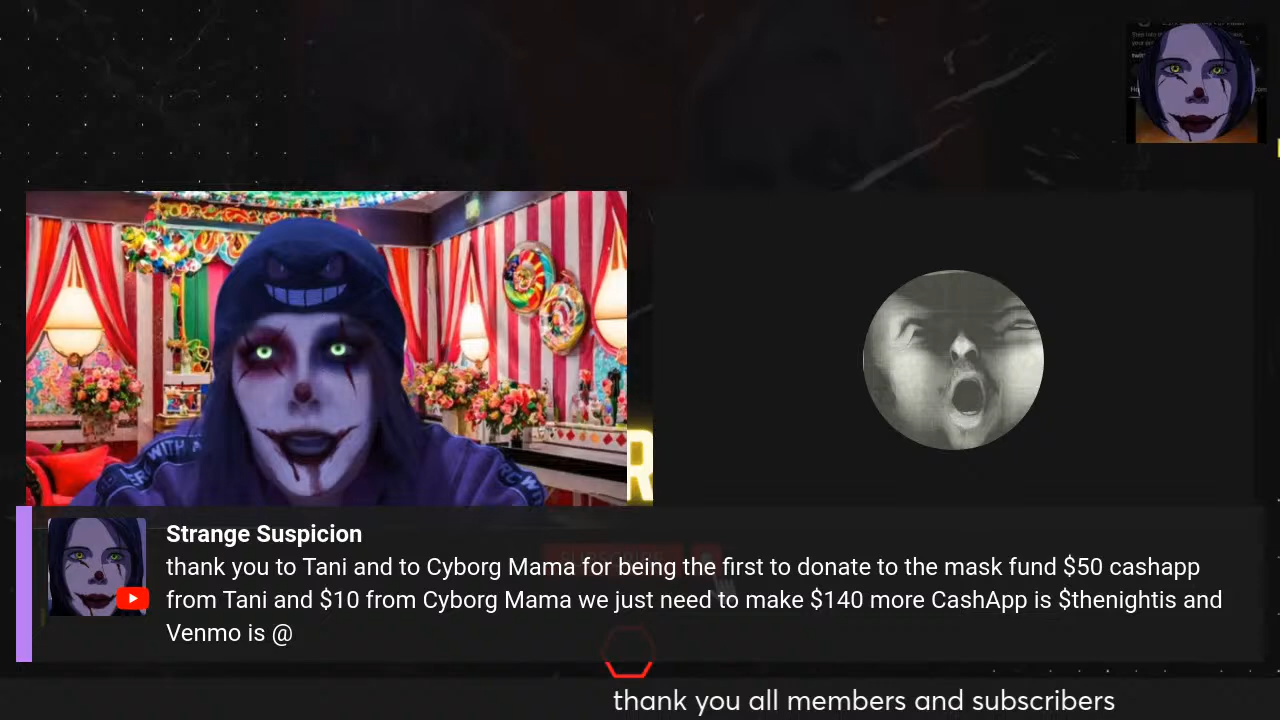 Strange Suspicion
thank you to Tani and to Cyborg Mama for being the first to donate to the mask fund $50 cashapp
from Tani and $10 from Cyborg Mama we just need to make $140 more CashApp is $thenightis and
Venmo is @
SUBSCRIBE
thank you all members and subscribers